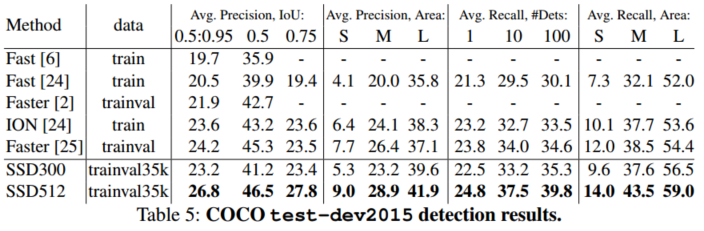 Method data Avg. Precision, IoU: Avg. Precision, Area: Avg. Recall, #Dets: Avg. Recall, Area:
0.5:0.95 0.5 0.75 S M L 1 10 100 S M L
Fast [6] train 19.7 35.9 - - - - - - - - - -
Fast [24] train 20.5 39.9 19.4 4.1 20.0 35.8 21.3 29.5 30.1 7.3 32.1 52.0
Faster [2] trainval 21.9 42.7 - - - - - - - - - -
ION [24] train 23.6 43.2 23.6 6.4 24.1 38.3 23.2 32.7 33.5 10.1 37.7 53.6
Faster [25] trainval 24.2 45.3 23.5 7.7 26.4 37.1 23.8 34.0 34.6 12.0 38.5 54.4
SSD300 trainval35k 23.2 41.2 23.4 5.3 23.2 39.6 22.5 33.2 35.3 9.6 37.6 56.5
SSD512 trainval35k 26.8 46.5 27.8 9.0 28.9 41.9 24.8 37.5 39.8 14.0 43.5 59.0
Table 5: COCO test-dev2015 detection results.